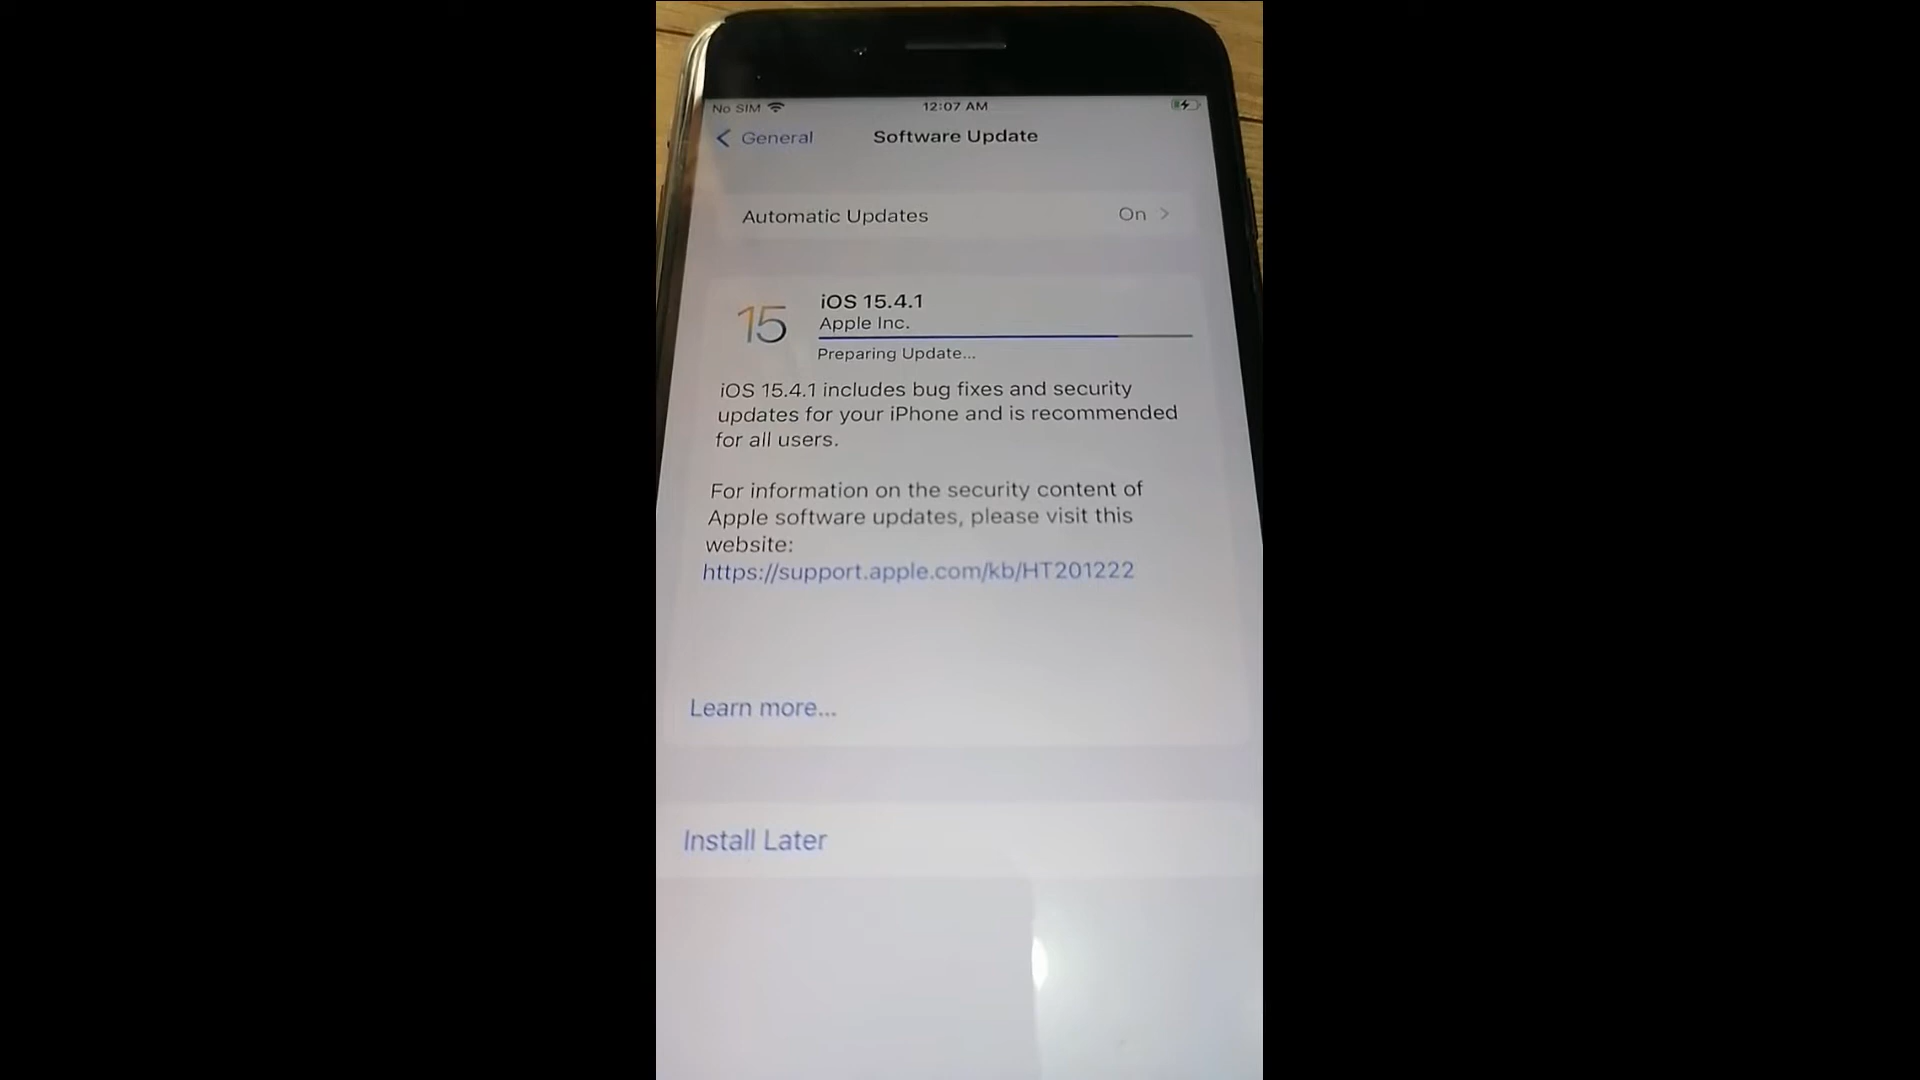 No SIM
12:07 AM
General
Software Update
Automatic Updates
On
15
iOS 15.4.1
Apple Inc.
Preparing Update...
iOS 15.4.1 includes bug fixes and security
updates for your iPhone and is recommended
for all users.
For information on the security content of
Apple software updates, please visit this
website:
https://support.apple.com/kb/HT201222
Learn more...
Install Later